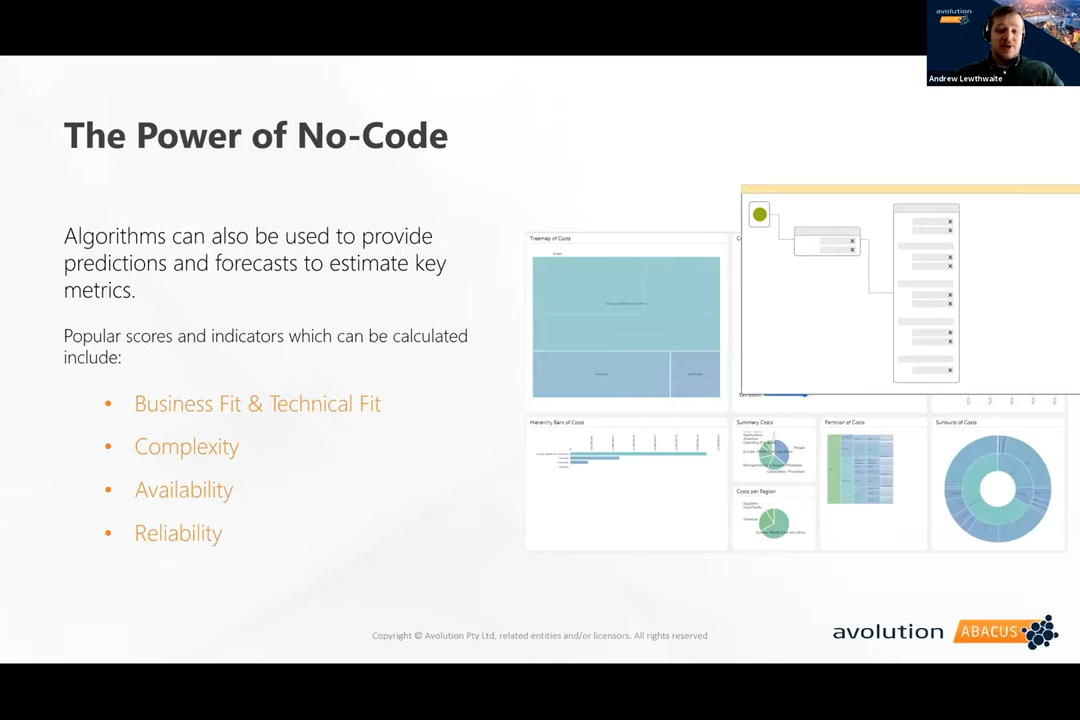 avolution
Andrew Lewthwaite
The Power of No-Code
Algorithms can also be used to provide
predictions and forecasts to estimate key
metrics.
Popular scores and indicators which can be calculated
include:
• Business Fit & Technical Fit
• Complexity
• Availability
• Reliability
Treemap of Costs
Hierarchy Bars of Costs
Summary Costs
Partition of Costs
Sunburst of Costs
Costs per Region
Copyright © Avolution Pty Ltd, related entities and/or licensors. All rights reserved
avolution ABACUS